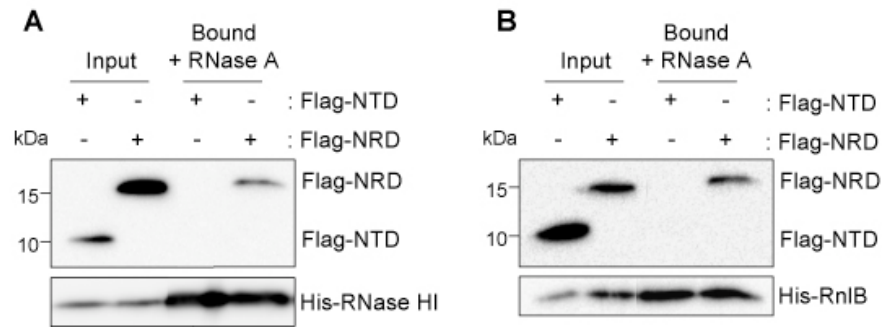 A
Bound
Input + RNase A
+ - + - : Flag-NTD
kDa - + - + : Flag-NRD
15 Flag-NRD
10 Flag-NTD
His-RNase HI
B
Bound
Input + RNase A
+ - + - : Flag-NTD
kDa - + - + : Flag-NRD
15 Flag-NRD
10 Flag-NTD
His-RnlB